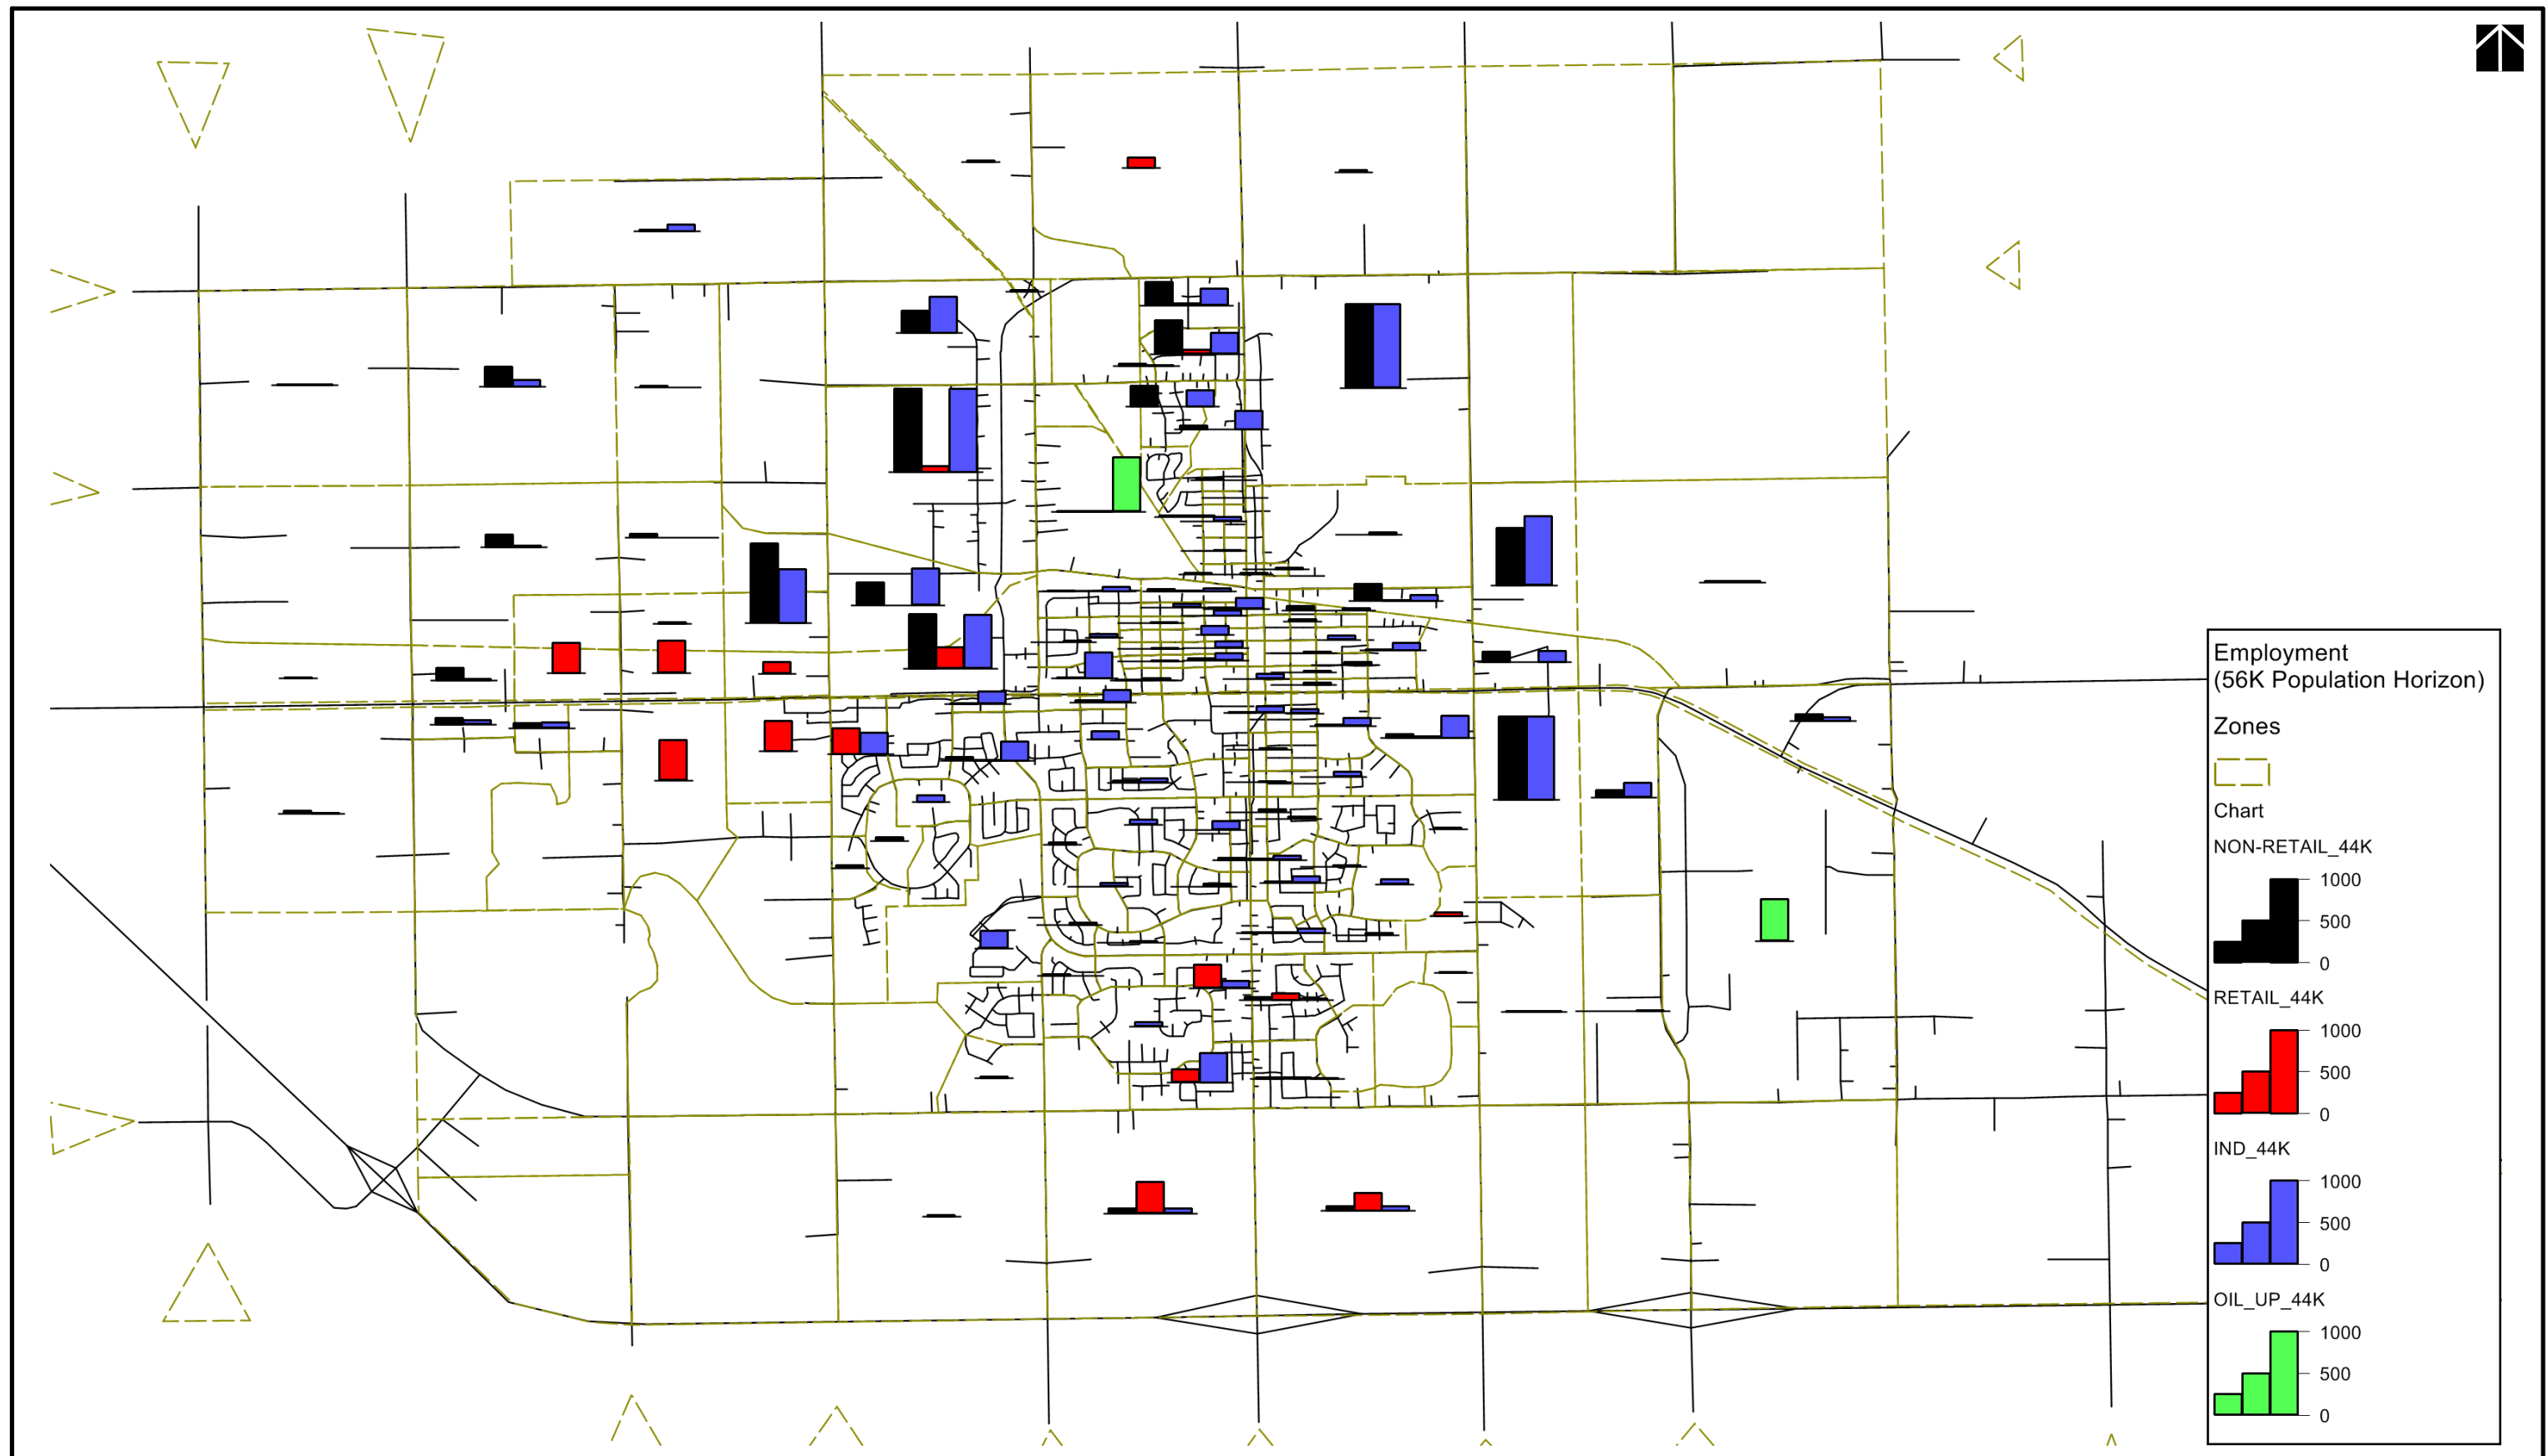 Employment
(56K Population Horizon)
Zones
Chart
NON-RETAIL_44K
1000
500
0
RETAIL_44K
1000
500
0
IND_44K
1000
500
0
OIL_UP_44K
1000
500
0